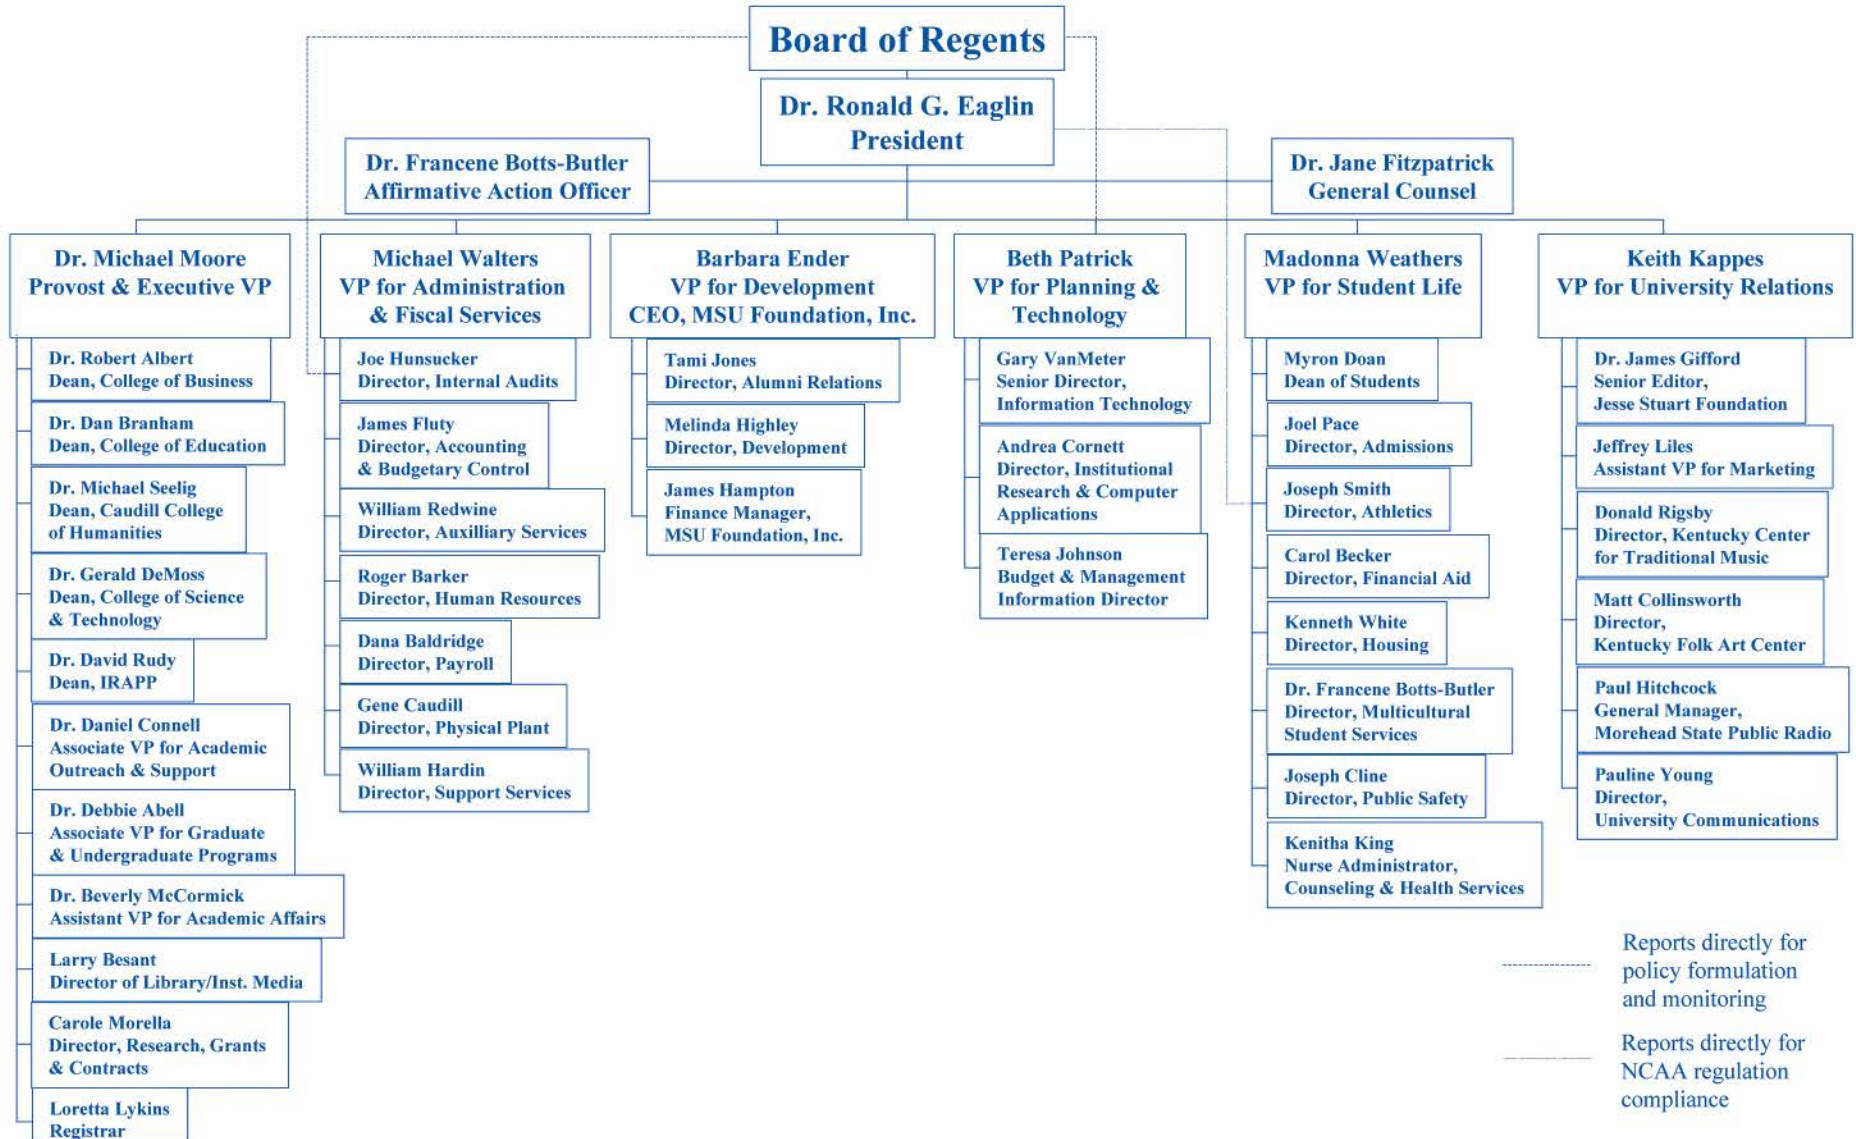 Board of Regents
Dr. Ronald G. Eaglin
President
Dr. Francene Botts-Butler
Affirmative Action Officer
Dr. Jane Fitzpatrick
General Counsel
Dr. Michael Moore
Provost & Executive VP
Dr. Robert Albert
Dean, College of Business
Dr. Dan Branham
Dean, College of Education
Dr. Michael Seelig
Dean, Caudill College
of Humanities
Dr. Gerald DeMoss
Dean, College of Science
& Technology
Dr. David Rudy
Dean, IRAPP
Dr. Daniel Connell
Associate VP for Academic
Outreach & Support
Dr. Debbie Abell
Associate VP for Graduate
& Undergraduate Programs
Dr. Beverly McCormick
Assistant VP for Academic Affairs
Larry Besant
Director of Library/Inst. Media
Carole Morella
Director, Research, Grants
& Contracts
Loretta Lykins
Registrar
Michael Walters
VP for Administration
& Fiscal Services
Joe Hunsucker
Director, Internal Audits
James Fluty
Director, Accounting
& Budgetary Control
William Redwine
Director, Auxilliary Services
Roger Barker
Director, Human Resources
Dana Baldridge
Director, Payroll
Gene Caudill
Director, Physical Plant
William Hardin
Director, Support Services
Barbara Ender
VP for Development
CEO, MSU Foundation, Inc.
Tami Jones
Director, Alumni Relations
Melinda Highley
Director, Development
James Hampton
Finance Manager,
MSU Foundation, Inc.
Beth Patrick
VP for Planning &
Technology
Gary VanMeter
Senior Director,
Information Technology
Andrea Cornett
Director, Institutional
Research & Computer
Applications
Teresa Johnson
Budget & Management
Information Director
Madonna Weathers
VP for Student Life
Myron Doan
Dean of Students
Joel Pace
Director, Admissions
Joseph Smith
Director, Athletics
Carol Becker
Director, Financial Aid
Kenneth White
Director, Housing
Dr. Francene Botts-Butler
Director, Multicultural
Student Services
Joseph Cline
Director, Public Safety
Kenitha King
Nurse Administrator,
Counseling & Health Services
Keith Kappes
VP for University Relations
Dr. James Gifford
Senior Editor,
Jesse Stuart Foundation
Jeffrey Liles
Assistant VP for Marketing
Donald Rigsby
Director, Kentucky Center
for Traditional Music
Matt Collinsworth
Director,
Kentucky Folk Art Center
Paul Hitchcock
General Manager,
Morehead State Public Radio
Pauline Young
Director,
University Communications
Reports directly for
policy formulation
and monitoring
Reports directly for
NCAA regulation
compliance